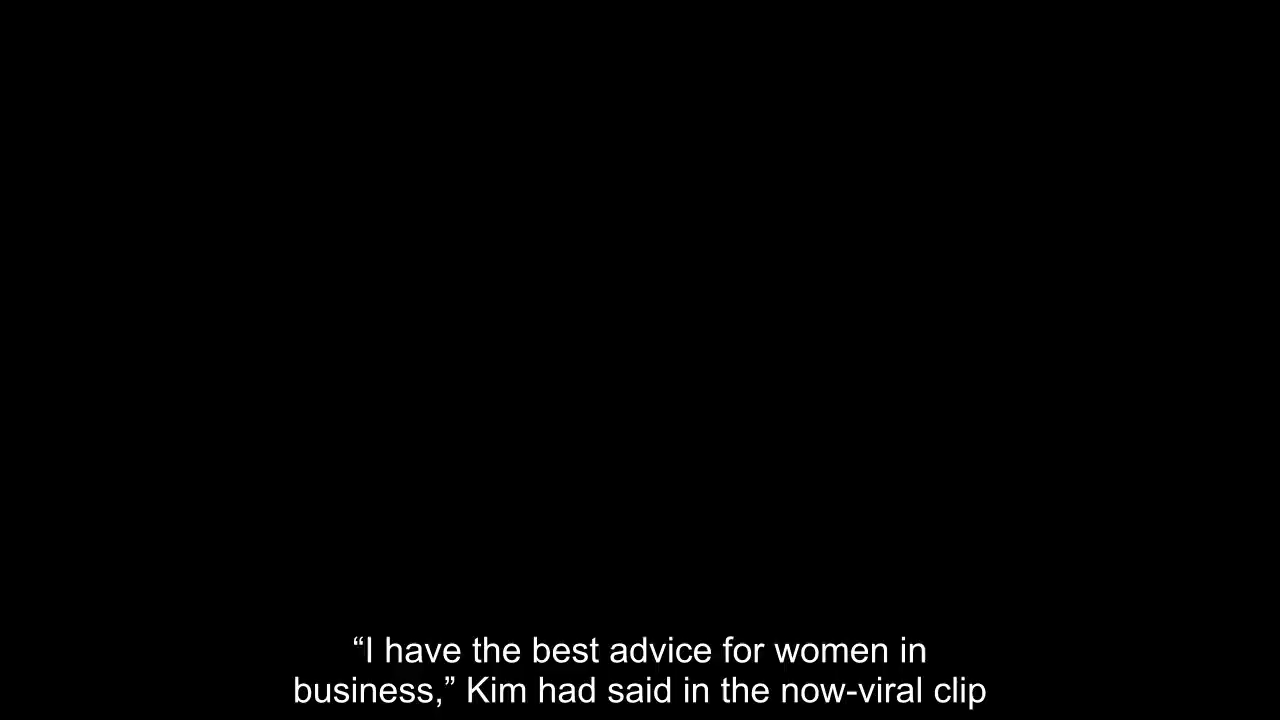 “I have the best advice for women in
business,” Kim had said in the now-viral clip